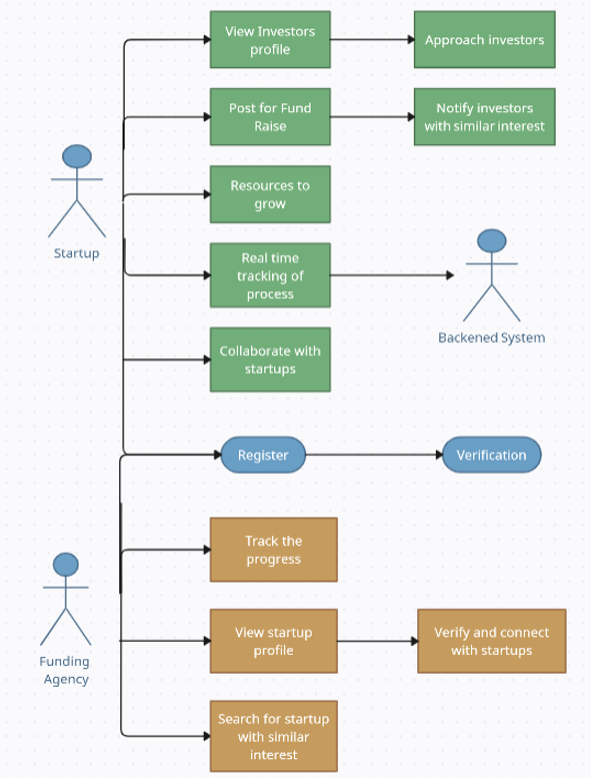 View Investors
profile
Approach investors
Post for Fund
Raise
Notify investors
with similar interest
Resources to
grow
Startup
Real time
tracking of
process
Backened System
Collaborate with
startups
Register
Verification
Track the
progress
Funding
Agency
View startup
profile
Verify and connect
with startups
Search for startup
with similar
interest